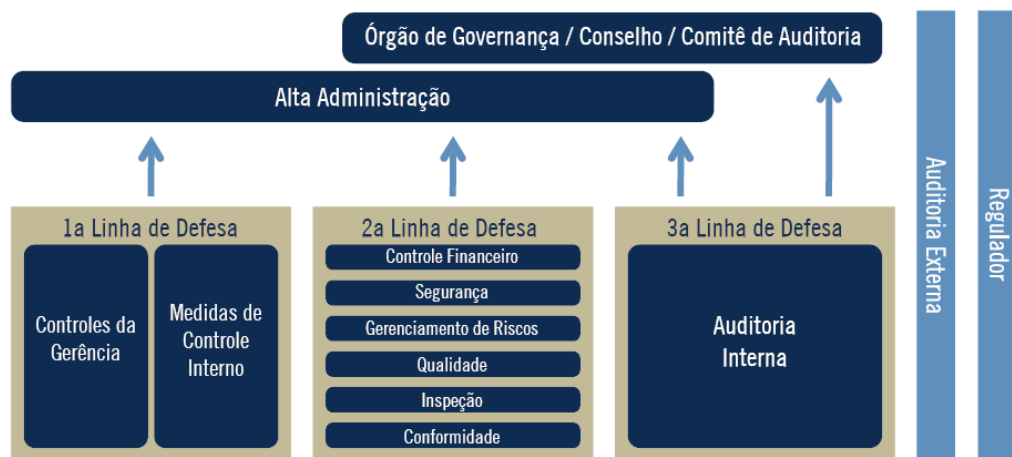 Órgão de Governança / Conselho / Comitê de Auditoria
Alta Administração
1a Linha de Defesa
Controles da
Gerência
Medidas de
Controle
Interno
2a Linha de Defesa
Controle Financeiro
Segurança
Gerenciamento de Riscos
Qualidade
Inspeção
Conformidade
3a Linha de Defesa
Auditoria
Interna
Auditoria Externa
Regulador